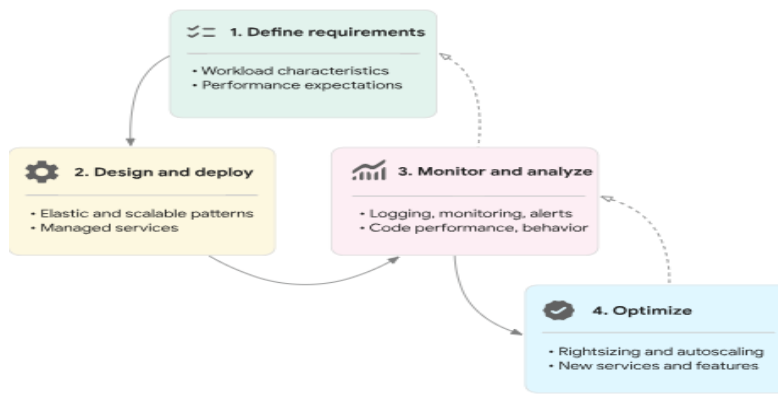 1. Define requirements
• Workload characteristics
• Performance expectations
2. Design and deploy
• Elastic and scalable patterns
• Managed services
3. Monitor and analyze
• Logging, monitoring, alerts
• Code performance, behavior
4. Optimize
• Rightsizing and autoscaling
• New services and features